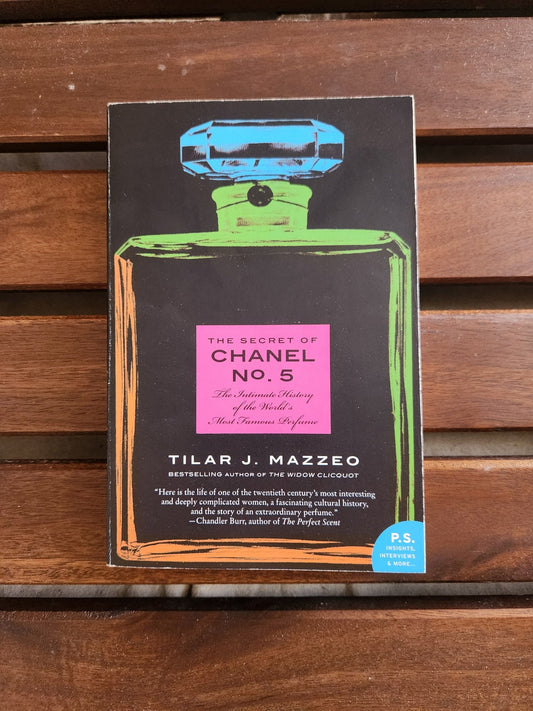 THE SECRET OF
CHANEL
No. 5
The Intimate History
of the World's
Most Famous Perfume
TILAR J. MAZZEO
BESTSELLING AUTHOR OF THE WIDOW CLICQUOT
"Here is the life of one of the twentieth century's most interesting
and deeply complicated women, a fascinating cultural history,
and the story of an extraordinary perfume."
—Chandler Burr, author of The Perfect Scent
P.S.
INSIGHTS,
INTERVIEWS
& MORE...